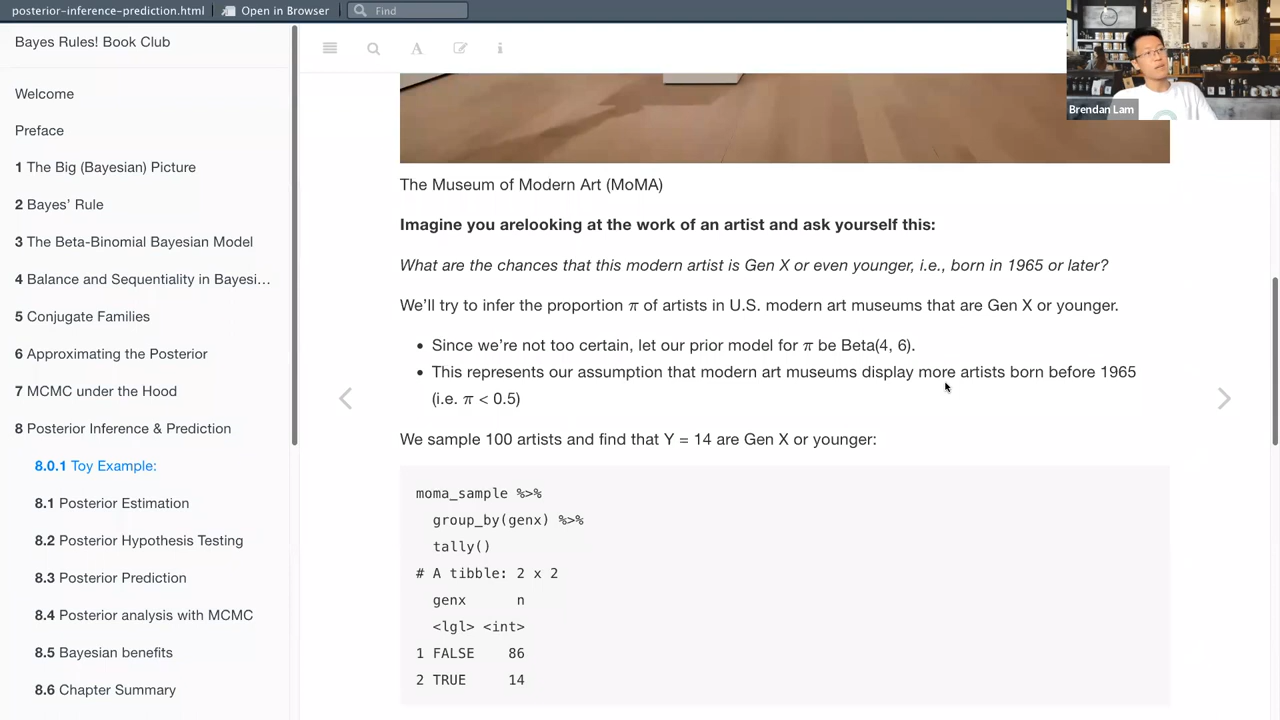 posterior-inference-prediction.html
Open in Browser
Find
Bayes Rules! Book Club
Welcome
Preface
1 The Big (Bayesian) Picture
2 Bayes' Rule
3 The Beta-Binomial Bayesian Model
4 Balance and Sequentiality in Bayesi…
5 Conjugate Families
6 Approximating the Posterior
7 MCMC under the Hood
8 Posterior Inference & Prediction
8.0.1 Toy Example:
8.1 Posterior Estimation
8.2 Posterior Hypothesis Testing
8.3 Posterior Prediction
8.4 Posterior analysis with MCMC
8.5 Bayesian benefits
8.6 Chapter Summary
Brendan Lam
The Museum of Modern Art (MoMA)
Imagine you arelooking at the work of an artist and ask yourself this:
What are the chances that this modern artist is Gen X or even younger, i.e., born in 1965 or later?
We'll try to infer the proportion π of artists in U.S. modern art museums that are Gen X or younger.
• Since we're not too certain, let our prior model for π be Beta(4, 6).
• This represents our assumption that modern art museums display more artists born before 1965
(i.e. π < 0.5)
We sample 100 artists and find that Y = 14 are Gen X or younger:
moma_sample %>%
group_by(genx) %>%
tally()
# A tibble: 2 x 2
genx n
<lgl> <int>
1 FALSE 86
2 TRUE 14